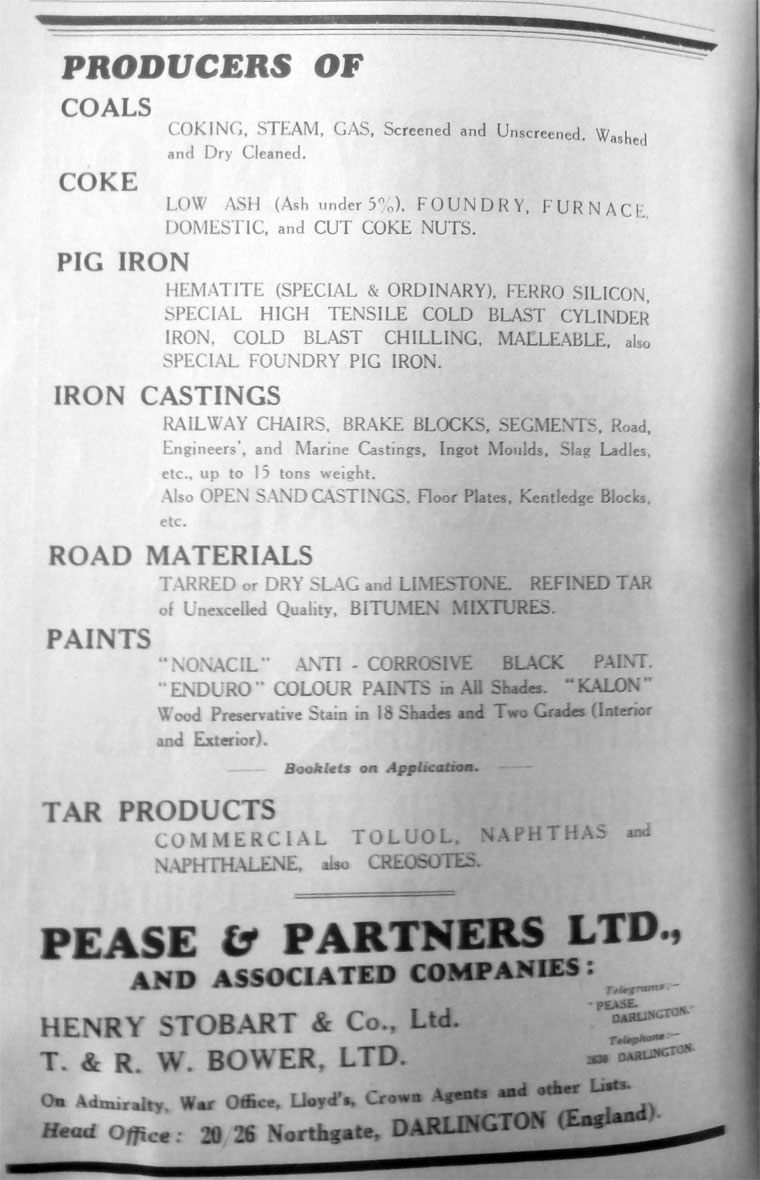 PRODUCERS OF
COALS
COKING, STEAM, GAS, Screened and Unscreened. Washed
and Dry Cleaned.
COKE
LOW ASH (Ash under 5%), FOUNDRY, FURNACE,
DOMESTIC, and CUT COKE NUTS.
PIG IRON
HEMATITE (SPECIAL & ORDINARY), FERRO SILICON,
SPECIAL HIGH TENSILE COLD BLAST CYLINDER
IRON, COLD BLAST CHILLING, MALLEABLE, also
SPECIAL FOUNDRY PIG IRON.
IRON CASTINGS
RAILWAY CHAIRS, BRAKE BLOCKS, SEGMENTS, Road,
Engineers', and Marine Castings, Ingot Moulds, Slag Ladles,
etc., up to 15 tons weight.
Also OPEN SAND CASTINGS, Floor Plates, Kentledge Blocks,
etc.
ROAD MATERIALS
TARRED or DRY SLAG and LIMESTONE. REFINED TAR
of Unexcelled Quality, BITUMEN MIXTURES.
PAINTS
"NONACIL" ANTI - CORROSIVE BLACK PAINT.
"ENDURO" COLOUR PAINTS in All Shades. "KALON"
Wood Preservative Stain in 18 Shades and Two Grades (Interior
and Exterior).
Booklets on Application.
TAR PRODUCTS
COMMERCIAL TOLUOL, NAPHTHAS and
NAPHTHALENE, also CREOSOTES.
PEASE & PARTNERS LTD.,
AND ASSOCIATED COMPANIES:
HENRY STOBART & Co., Ltd.
T. & R. W. BOWER, LTD.
Telegrams:—
"PEASE,
DARLINGTON."
Telephone:—
2630 DARLINGTON.
On Admiralty, War Office, Lloyd's, Crown Agents and other Lists.
Head Office: 20/26 Northgate, DARLINGTON (England).